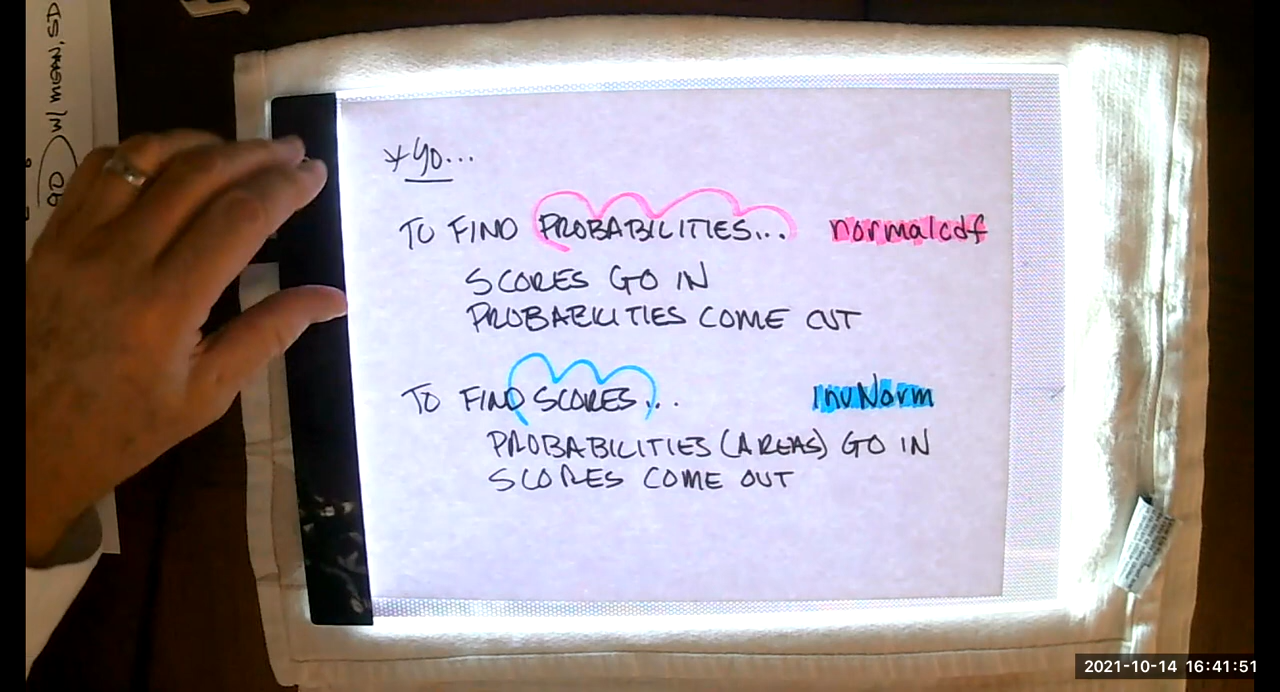 *YO...
TO FIND PROBABILITIES... normalcdf
SCORES GO IN
PROBABILITIES COME OUT
TO FIND SCORES... InvNorm
PROBABILITIES (AREAS) GO IN
SCORES COME OUT
W/ MEAN,
2021-10-14 16:41:51